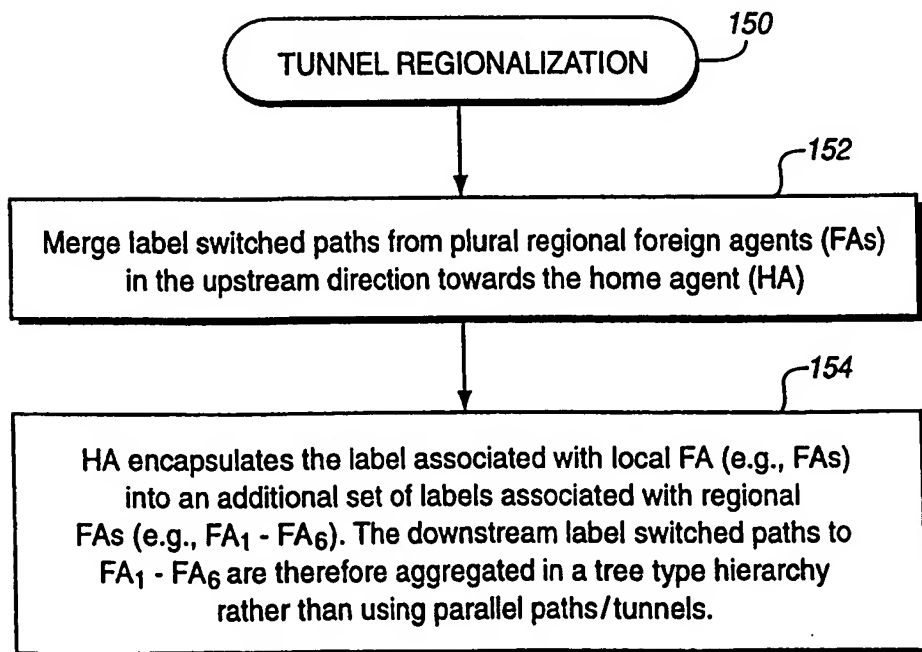 150
TUNNEL REGIONALIZATION
152
Merge label switched paths from plural regional foreign agents (FAs)
in the upstream direction towards the home agent (HA)
154
HA encapsulates the label associated with local FA (e.g., FAs)
into an additional set of labels associated with regional
FAs (e.g., FA₁ - FA₆). The downstream label switched paths to
FA₁ - FA₆ are therefore aggregated in a tree type hierarchy
rather than using parallel paths/tunnels.